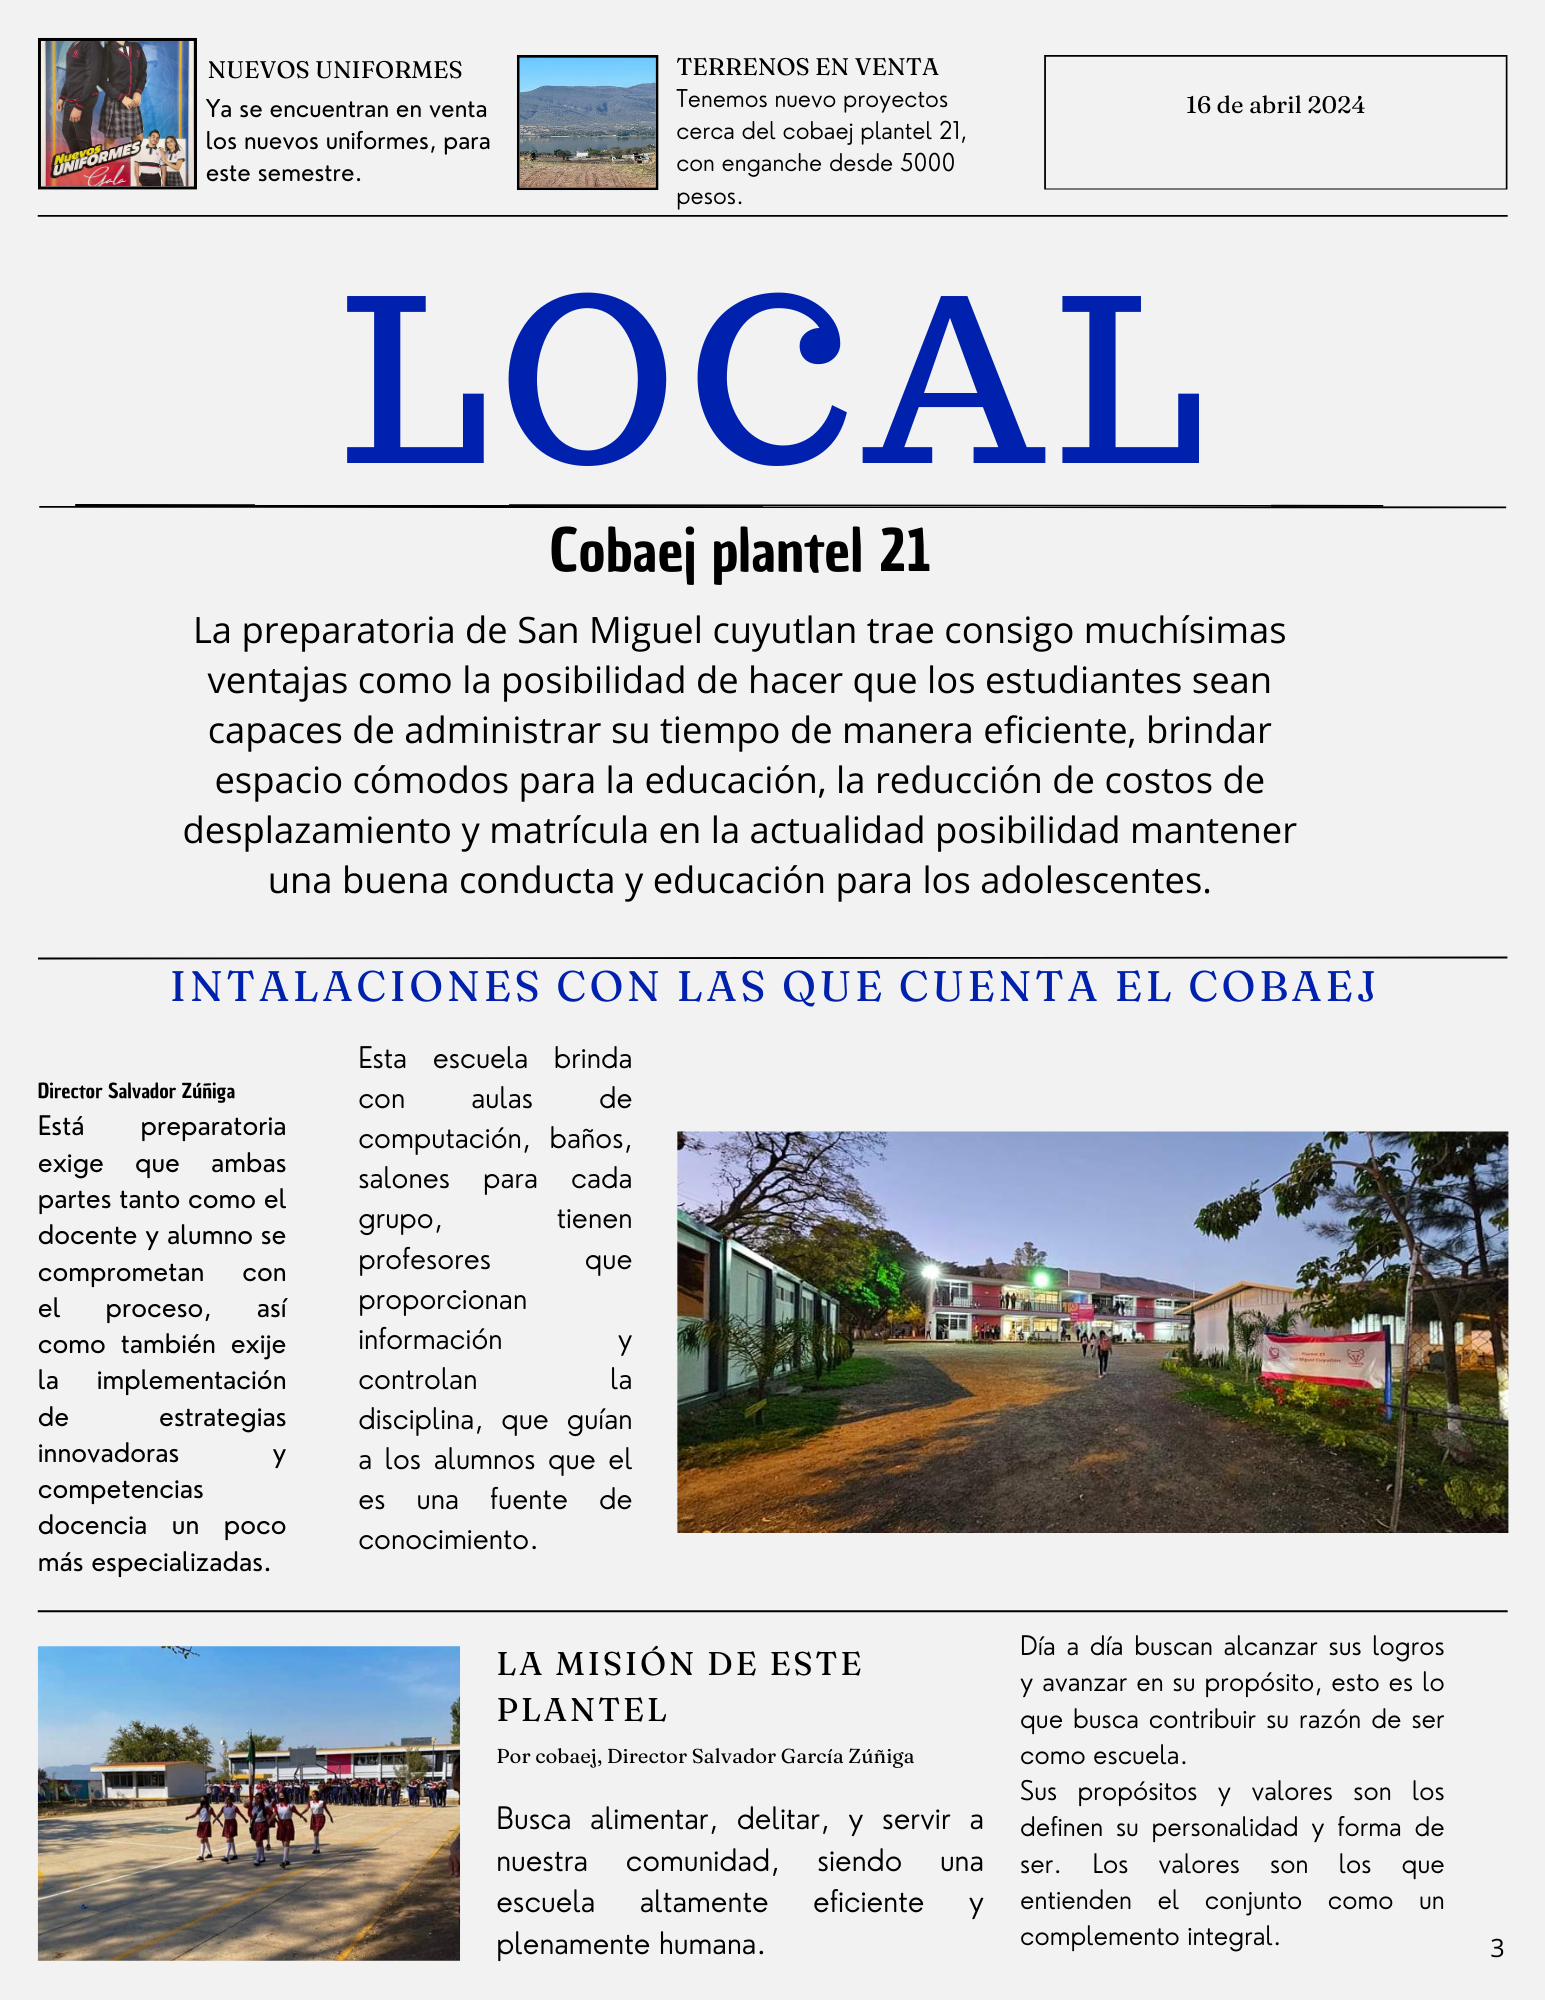 Nuevos
UNIFORMES
Gala
NUEVOS UNIFORMES
Ya se encuentran en venta
los nuevos uniformes, para
este semestre.
TERRENOS EN VENTA
Tenemos nuevo proyectos
cerca del cobaej plantel 21,
con enganche desde 5000
pesos.
16 de abril 2024
LOCAL
Cobaej plantel 21
La preparatoria de San Miguel cuyutlan trae consigo muchísimas
ventajas como la posibilidad de hacer que los estudiantes sean
capaces de administrar su tiempo de manera eficiente, brindar
espacio cómodos para la educación, la reducción de costos de
desplazamiento y matrícula en la actualidad posibilidad mantener
una buena conducta y educación para los adolescentes.
INTALACIONES CON LAS QUE CUENTA EL COBAEJ
Director Salvador Zúñiga
Está preparatoria
exige que ambas
partes tanto como el
docente y alumno se
comprometan con
el proceso, así
como también exije
la implementación
de estrategias
innovadoras y
competencias
docencia un poco
más especializadas.
Esta escuela brinda
con aulas de
computación, baños,
salones para cada
grupo, tienen
profesores que
proporcionan
información y
controlan la
disciplina, que guían
a los alumnos que el
es una fuente de
conocimiento.
Plantel 21
San Miguel Cuyutlán
LA MISIÓN DE ESTE
PLANTEL
Por cobaej, Director Salvador García Zúñiga
Busca alimentar, delitar, y servir a
nuestra comunidad, siendo una
escuela altamente eficiente y
plenamente humana.
Día a día buscan alcanzar sus logros
y avanzar en su propósito, esto es lo
que busca contribuir su razón de ser
como escuela.
Sus propósitos y valores son los
definen su personalidad y forma de
ser. Los valores son los que
entienden el conjunto como un
complemento integral.
3